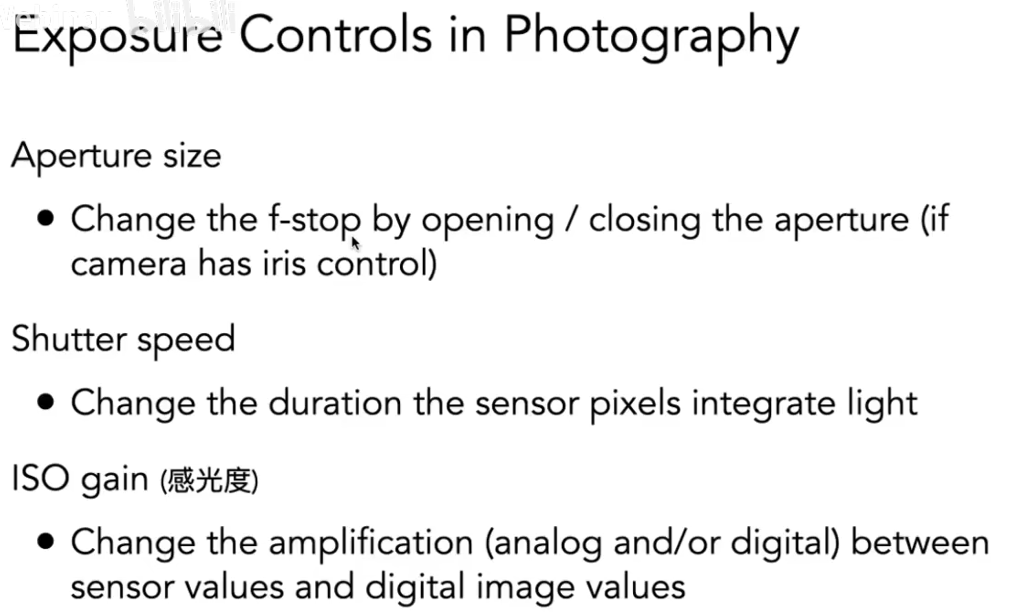 Webinar bilibili
Exposure Controls in Photography
Aperture size
• Change the f-stop by opening / closing the aperture (if
camera has iris control)
Shutter speed
• Change the duration the sensor pixels integrate light
ISO gain (感光度)
• Change the amplification (analog and/or digital) between
sensor values and digital image values